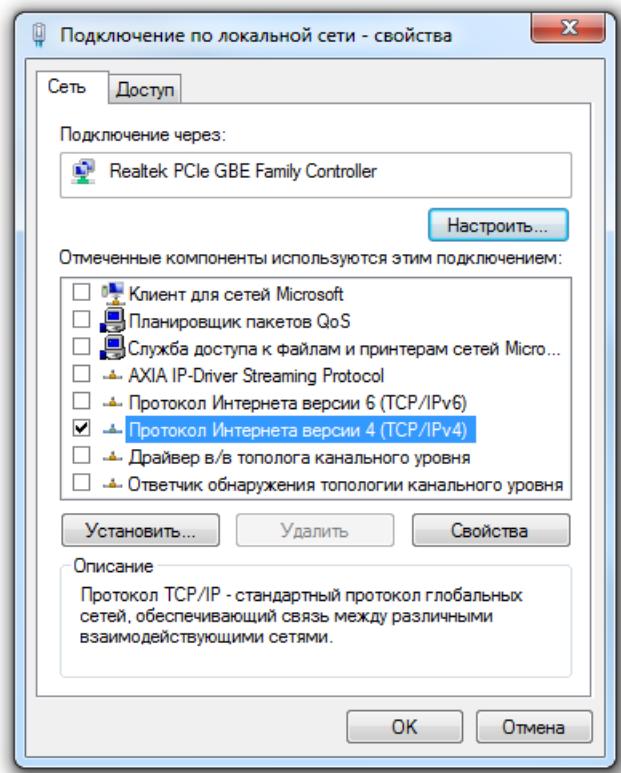 Подключение по локальной сети - свойства
Сеть
Доступ
Подключение через:
Realtek PCIe GBE Family Controller
Настроить...
Отмеченные компоненты используются этим подключением:
Клиент для сетей Microsoft
Планировщик пакетов QoS
Служба доступа к файлам и принтерам сетей Micro...
AXIA IP-Driver Streaming Protocol
Протокол Интернета версии 6 (TCP/IPv6)
Протокол Интернета версии 4 (TCP/IPv4)
Драйвер в/в тополога канального уровня
Ответчик обнаружения топологии канального уровня
Установить...
Удалить
Свойства
Описание
Протокол TCP/IP - стандартный протокол глобальных
сетей, обеспечивающий связь между различными
взаимодействующими сетями.
OK
Отмена